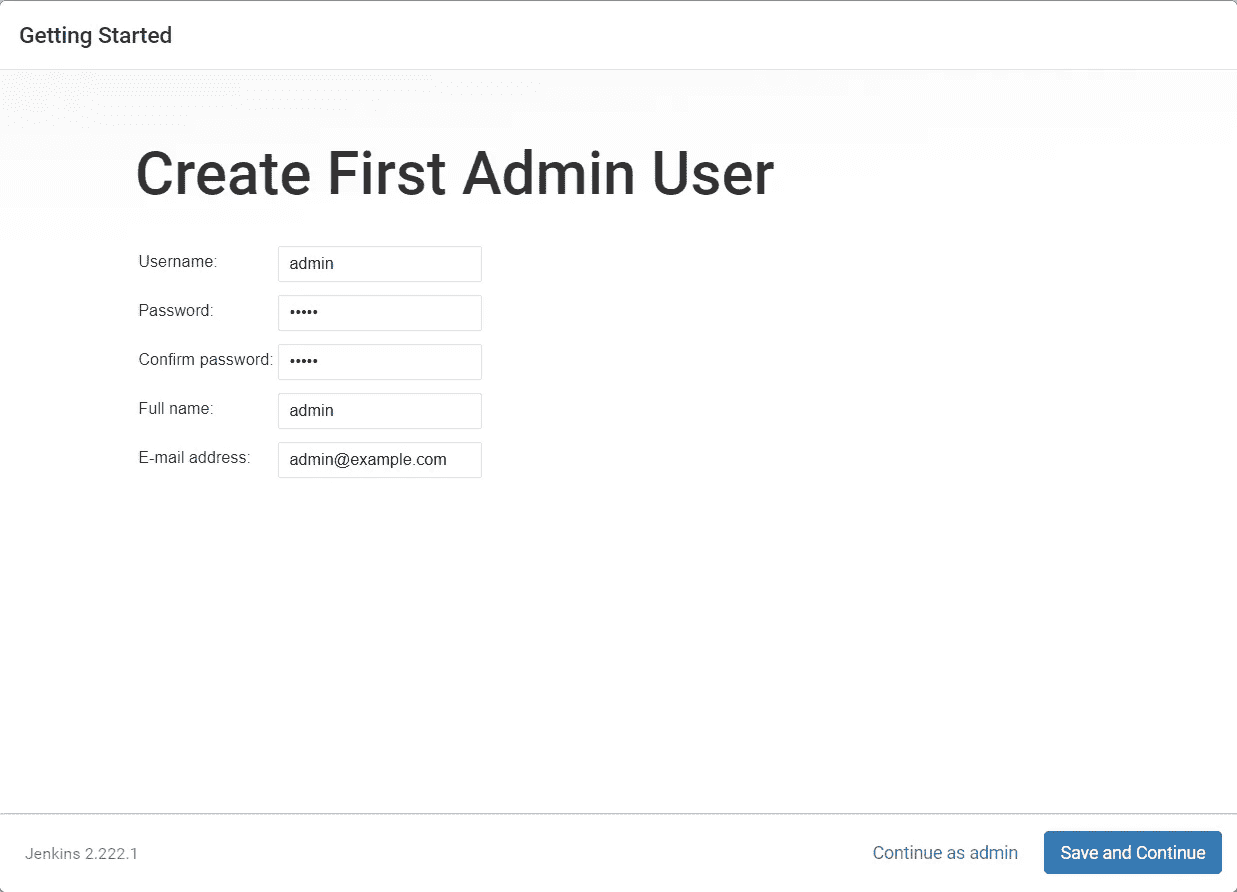 Getting Started
Create First Admin User
Username: admin
Password: •••••
Confirm password: •••••
Full name: admin
E-mail address: admin@example.com
Jenkins 2.222.1 Continue as admin Save and Continue